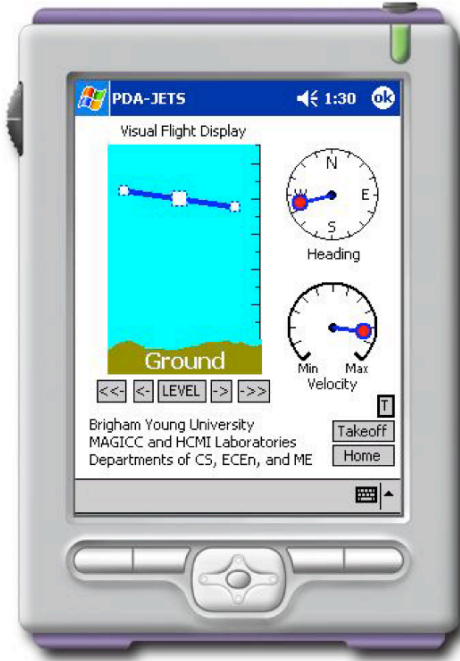 PDA-JETS
1:30
ok
Visual Flight Display
N
W
E
S
Heading
Ground
Min
Max
Velocity
<<-
<-
LEVEL
->
->>
T
Brigham Young University
Takeoff
MAGICC and HCMI Laboratories
Departments of CS, ECEn, and ME
Home